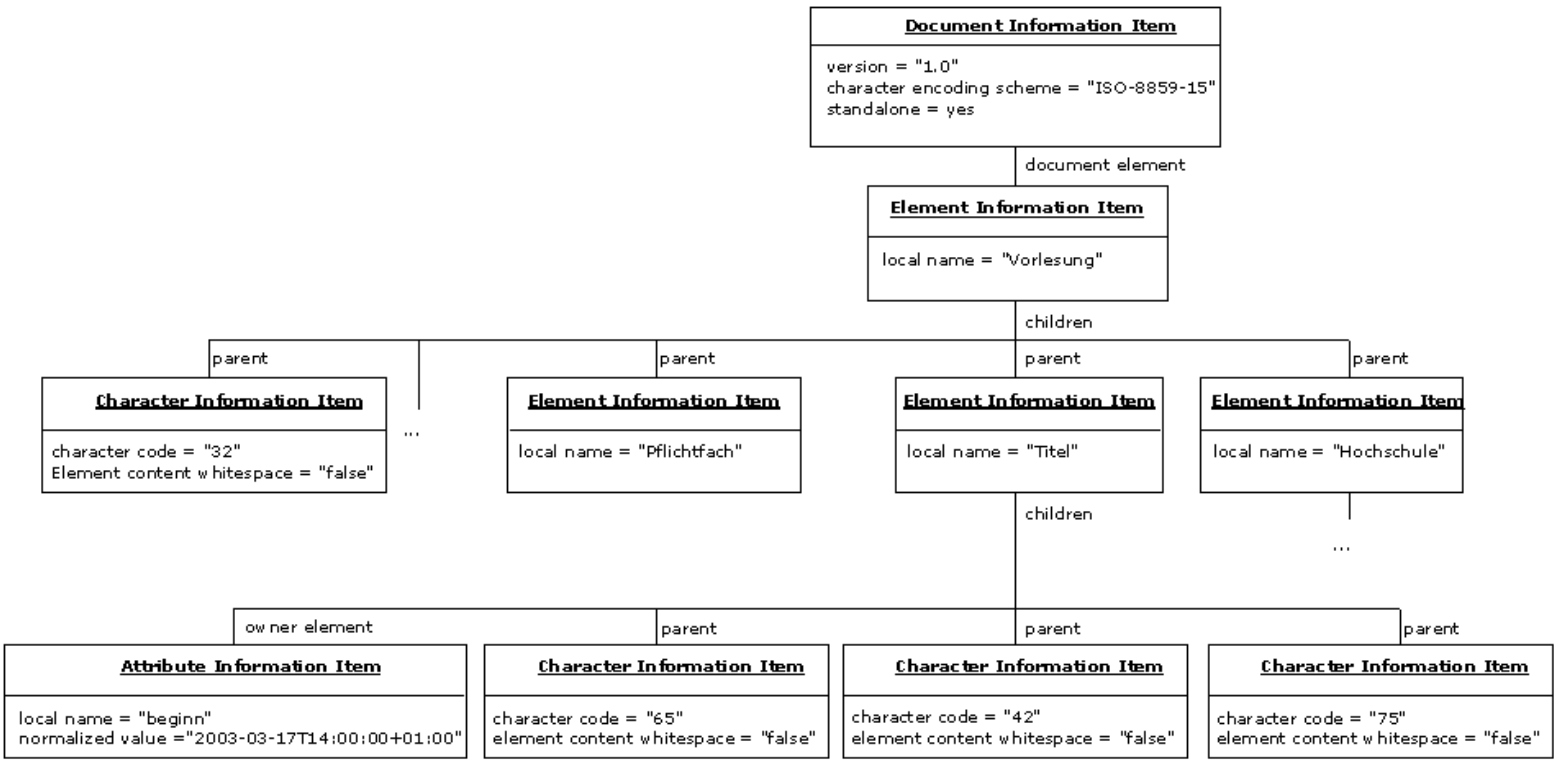 Document Information Item
version = "1.0"
character encoding scheme = "ISO-8859-15"
standalone = yes
document element
Element Information Item
local name = "Vorlesung"
children
parent
parent
parent
parent
Character Information Item
character code = "32"
Element content whitespace = "false"
...
Element Information Item
local name = "Pflichtfach"
Element Information Item
local name = "Titel"
Element Information Item
local name = "Hochschule"
children
...
owner element
parent
parent
parent
Attribute Information Item
local name = "beginn"
normalized value ="2003-03-17T14:00:00+01:00"
Character Information Item
character code = "65"
element content whitespace = "false"
Character Information Item
character code = "42"
element content whitespace = "false"
Character Information Item
character code = "75"
element content whitespace = "false"